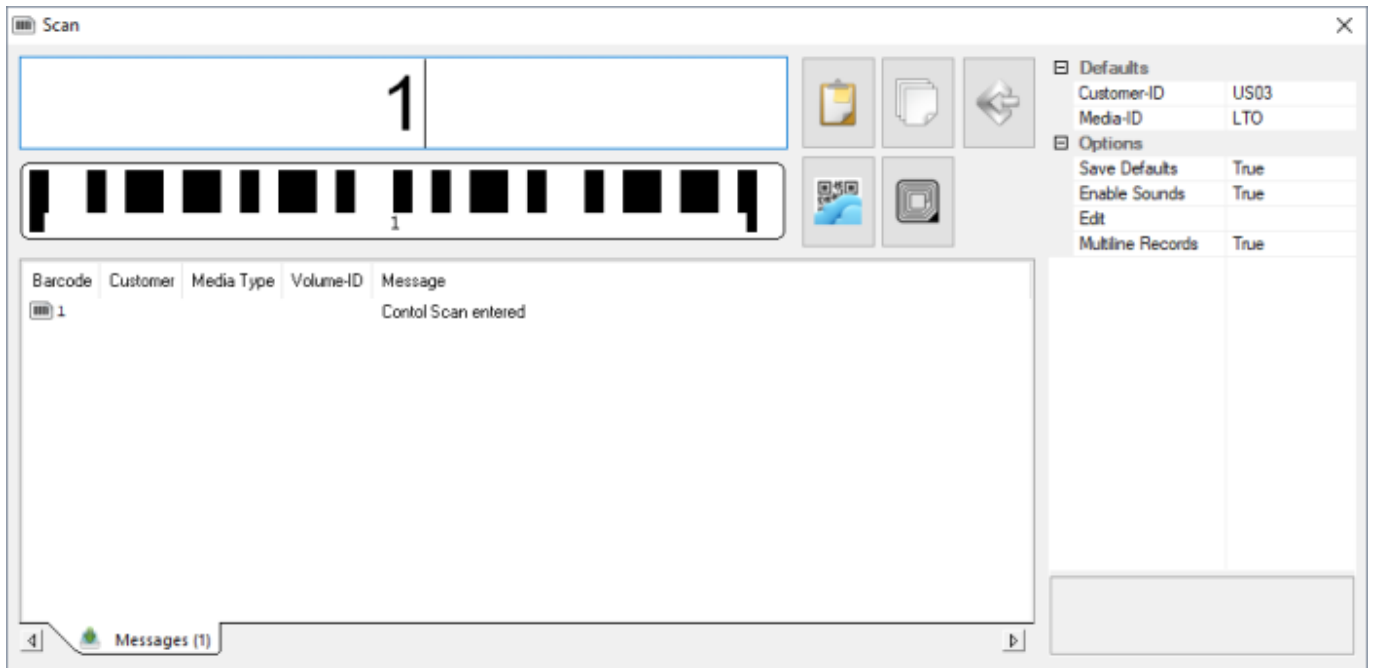 Scan
1
1
Defaults
Customer-ID US03
Media-ID LTO
Options
Save Defaults True
Enable Sounds True
Edit
Multiline Records True
Barcode Customer Media Type Volume-ID Message
1 Contol Scan entered
Messages (1)